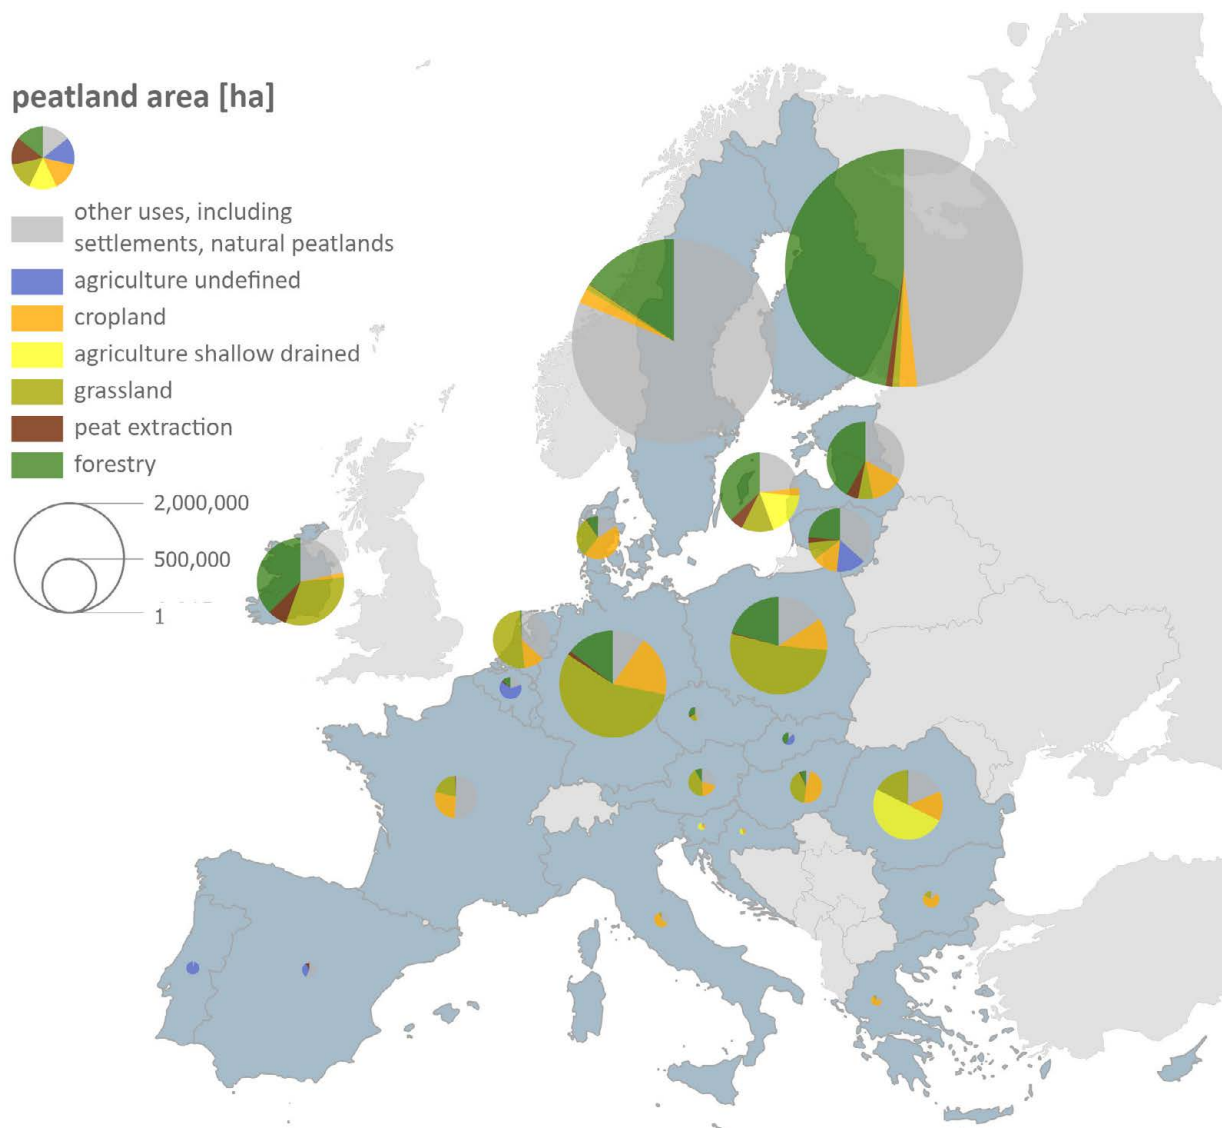 peatland area [ha]
other uses, including
settlements, natural peatlands
agriculture undefined
cropland
agriculture shallow drained
grassland
peat extraction
forestry
2,000,000
500,000
1